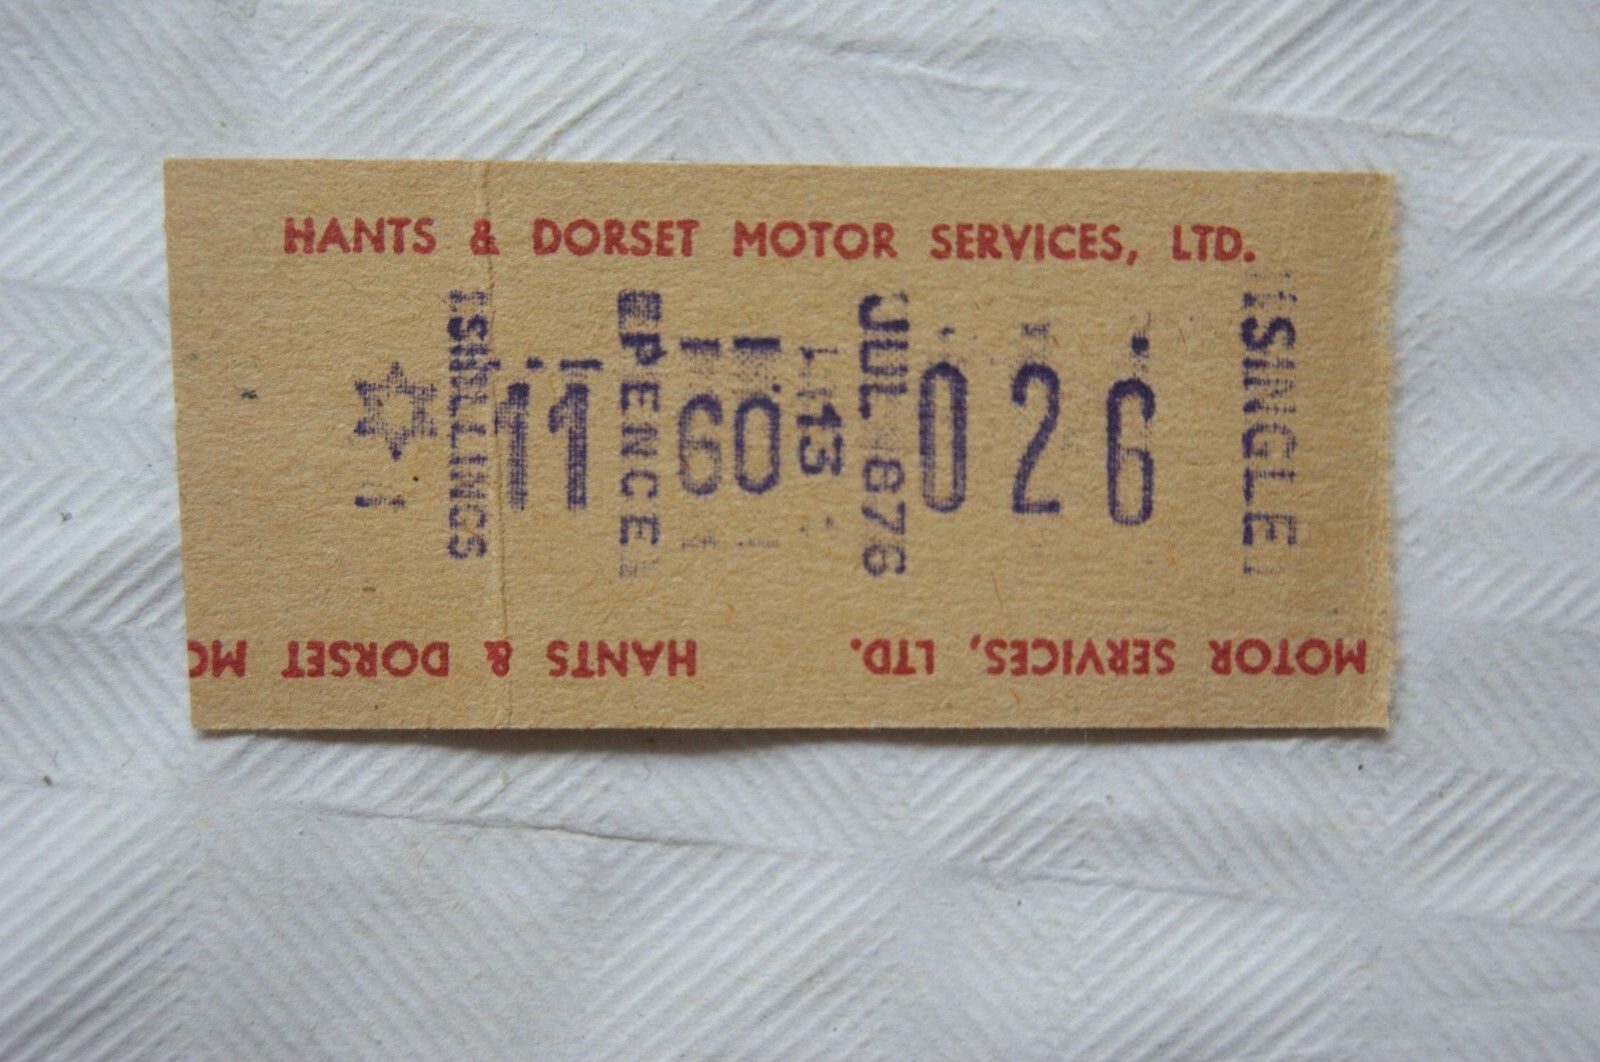 HANTS & DORSET MOTOR SERVICES, LTD.
SHILLINGS
11
PENCE
60
13
JUL 876
026
SINGLE
MOTOR SERVICES, LTD. HANTS & DORSET MO